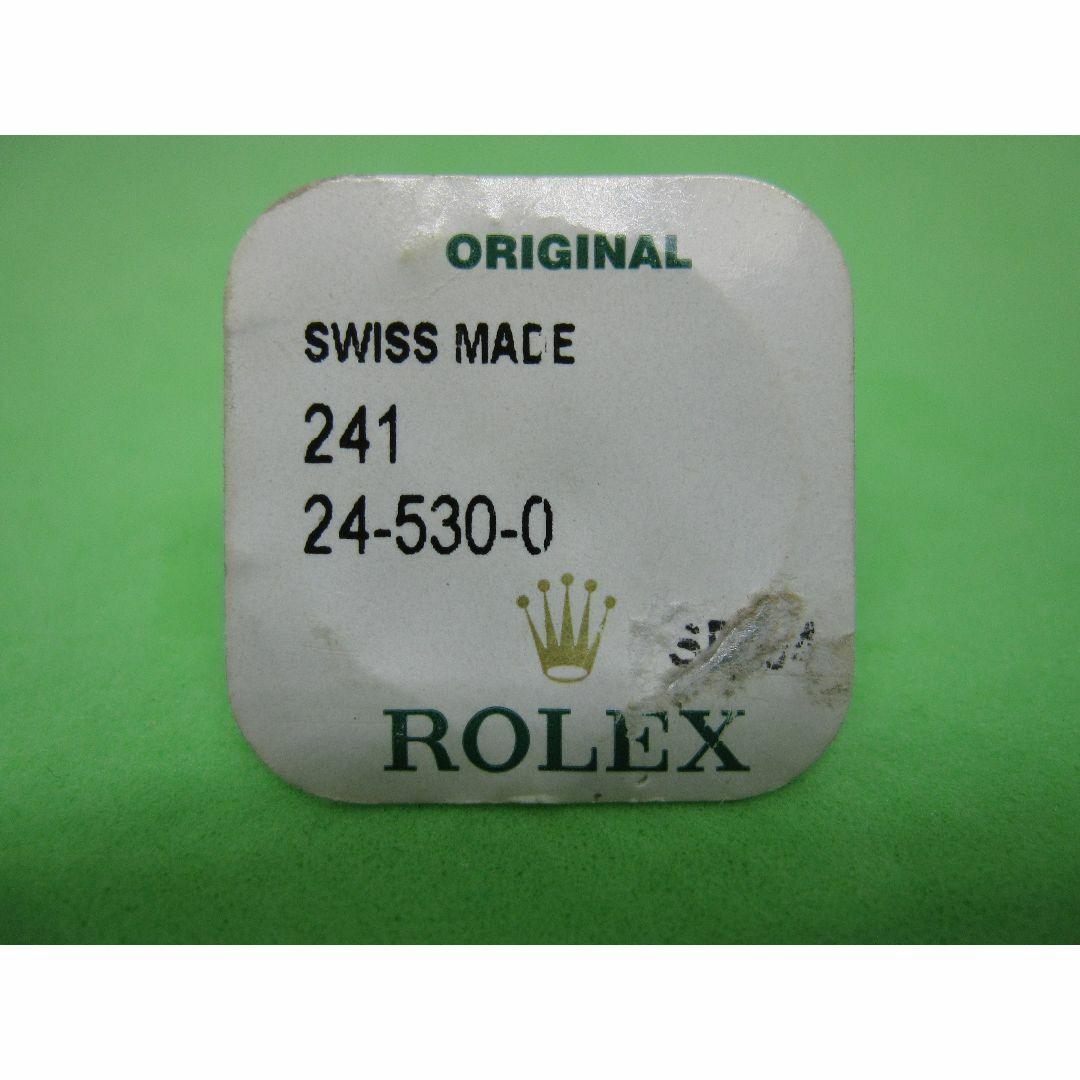 ORIGINAL
SWISS MADE
241
24-530-0
ROLEX